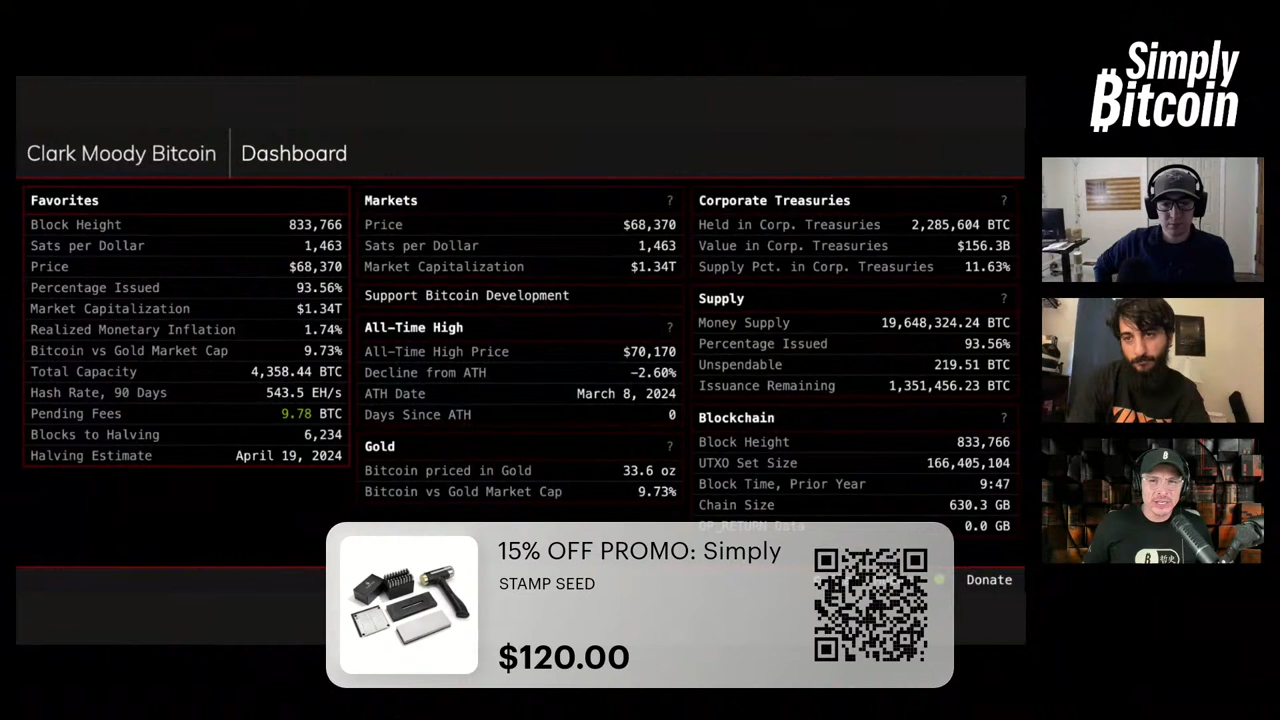 Simply
Bitcoin
Clark Moody Bitcoin
Dashboard
Favorites
Block Height 833,766
Sats per Dollar 1,463
Price $68,370
Percentage Issued 93.56%
Market Capitalization $1.34T
Realized Monetary Inflation 1.74%
Bitcoin vs Gold Market Cap 9.73%
Total Capacity 4,358.44 BTC
Hash Rate, 90 Days 543.5 EH/s
Pending Fees 9.78 BTC
Blocks to Halving 6,234
Halving Estimate April 19, 2024
Markets ?
Price $68,370
Sats per Dollar 1,463
Market Capitalization $1.34T
Support Bitcoin Development
All-Time High ?
All-Time High Price $70,170
Decline from ATH -2.60%
ATH Date March 8, 2024
Days Since ATH 0
Gold ?
Bitcoin priced in Gold 33.6 oz
Bitcoin vs Gold Market Cap 9.73%
Corporate Treasuries ?
Held in Corp. Treasuries 2,285,604 BTC
Value in Corp. Treasuries $156.3B
Supply Pct. in Corp. Treasuries 11.63%
Supply ?
Money Supply 19,648,324.24 BTC
Percentage Issued 93.56%
Unspendable 219.51 BTC
Issuance Remaining 1,351,456.23 BTC
Blockchain ?
Block Height 833,766
UTXO Set Size 166,405,104
Block Time, Prior Year 9:47
Chain Size 630.3 GB
OP_RETURN Data 0.0 GB
Donate
15% OFF PROMO: Simply
STAMP SEED
$120.00